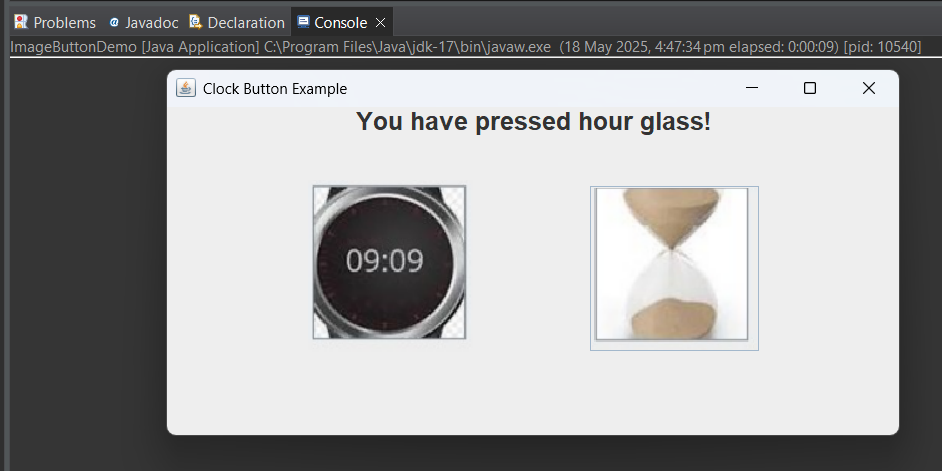 Problems @ Javadoc Declaration Console
ImageButtonDemo [Java Application] C:\Program Files\Java\jdk-17\bin\javaw.exe (18 May 2025, 4:47:34 pm elapsed: 0:00:09) [pid: 10540]
Clock Button Example
You have pressed hour glass!
09:09